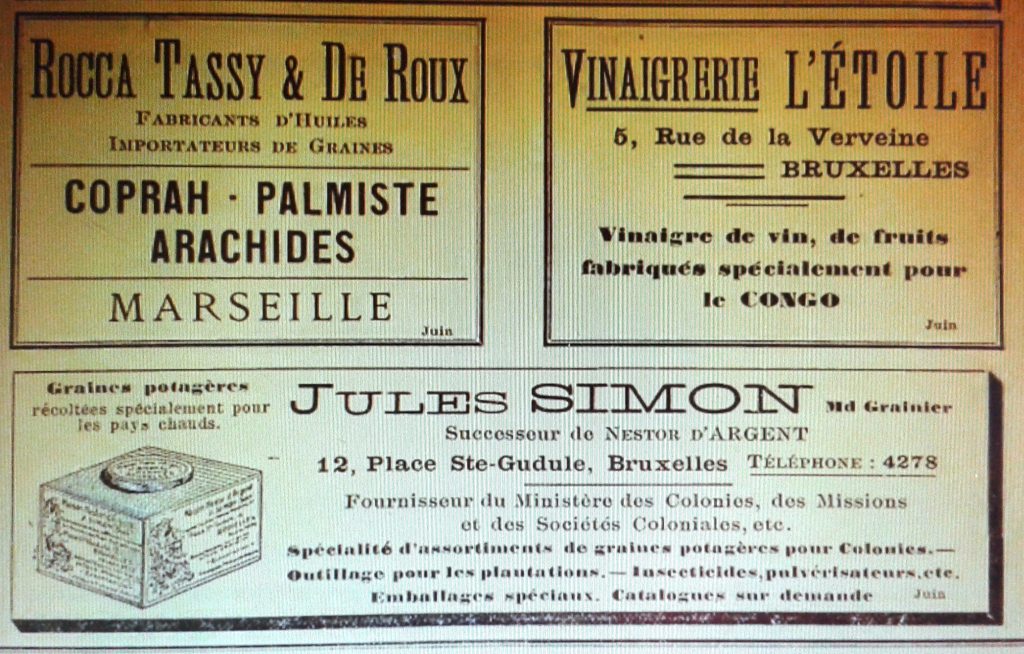 ROCCA TASSY & DE ROUX
FABRICANTS D'HUILES
IMPORTATEURS DE GRAINES
COPRAH - PALMISTE
ARACHIDES
MARSEILLE
Juin
VINAIGRERIE L'ÉTOILE
5, Rue de la Verveine
BRUXELLES
Vinaigre de vin, de fruits
fabriqués spécialement pour
le CONGO
Juin
Graines potagères
récoltées spécialement pour
les pays chauds.
JULES SIMON Md Grainier
Successeur de NESTOR D'ARGENT
12, Place Ste-Gudule, Bruxelles TÉLÉPHONE : 4278
Fournisseur du Ministère des Colonies, des Missions
et des Sociétés Coloniales, etc.
Spécialité d'assortiments de graines potagères pour Colonies.—
Outillage pour les plantations.— Insecticides, pulvérisateurs, etc.
Emballages spéciaux. Catalogues sur demande
Juin